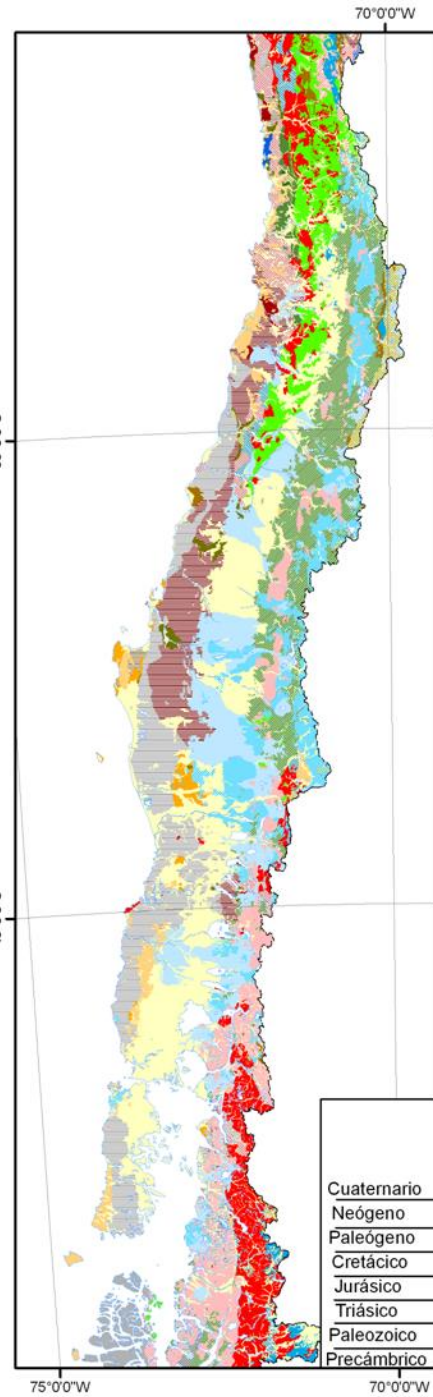 70°0'0"W
Cuaternario
Neógeno
Paleógeno
Cretácico
Jurásico
Triásico
Paleozoico
Precámbrico
75°0'0"W
70°0'0"W